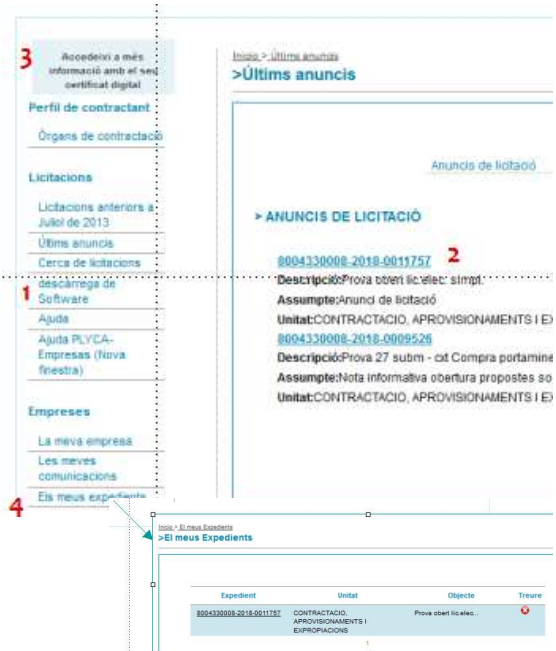 3
Accedeixi a més
informació amb el seu
certificat digital
Perfil de contractant
Òrgans de contractació
Licitacions
Licitacions anteriors a
Juliol de 2013
Últims anuncis
Cerca de licitacions
descàrrega de
1
Software
Ajuda
Ajuda PLYCA-
Empresas (Nova
finestra)
Empreses
La meva empresa
Les meves
comunicacions
Els meus expedients
4
Inicio > Últims anuncis
>Últims anuncis
Anuncis de licitació
> ANUNCIS DE LICITACIÓ
8004330008-2018-0011757 2
Descripció:Prova obert lic.elec. simpl.
Assumpte:Anunci de licitació
Unitat:CONTRACTACIO, APROVISIONAMENTS I EX
8004330008-2018-0009526
Descripció:Prova 27 subm - cxt Compra portamine
Assumpte:Nota informativa obertura propostes so
Unitat:CONTRACTACIO, APROVISIONAMENTS I EX
Inicio > El meus Expedients
>El meus Expedients
Expedient Unitat Objecte Treure
8004330008-2018-0011757 CONTRACTACIO, Prova obert lic.elec...
APROVISIONAMENTS I
EXPROPIACIONS
1